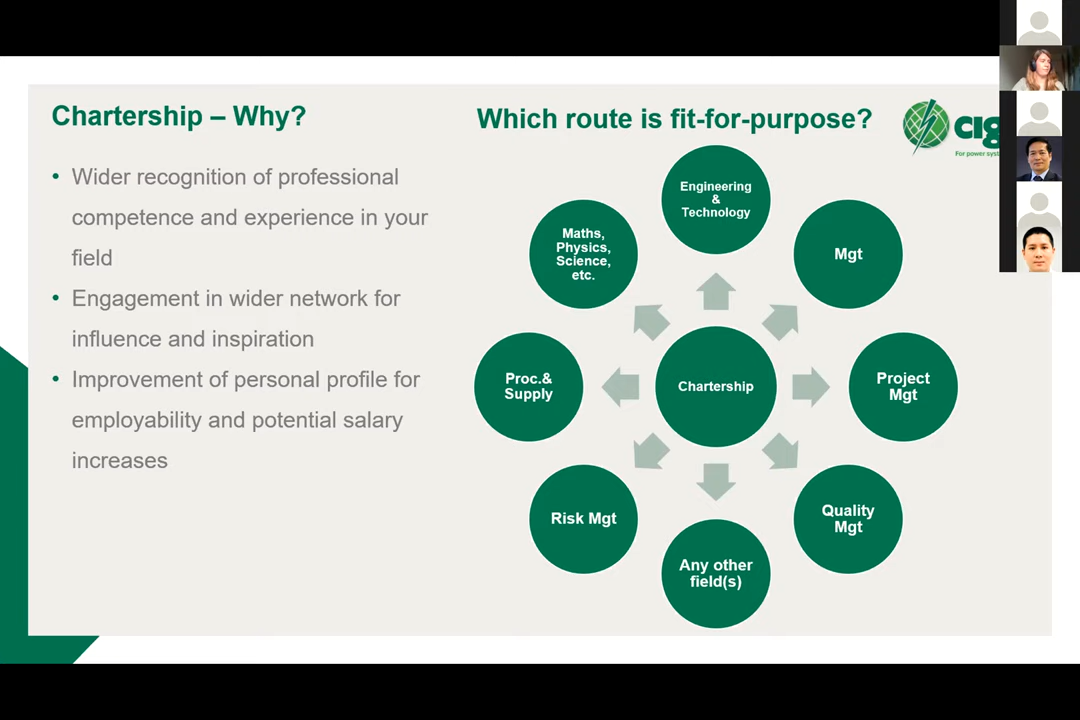 Chartership – Why?
Wider recognition of professional
competence and experience in your
field
Engagement in wider network for
influence and inspiration
Improvement of personal profile for
employability and potential salary
increases
Which route is fit-for-purpose?
Engineering
&
Technology
Mgt
Project
Mgt
Quality
Mgt
Any other
field(s)
Risk Mgt
Proc.&
Supply
Maths,
Physics,
Science,
etc.
Chartership
For power